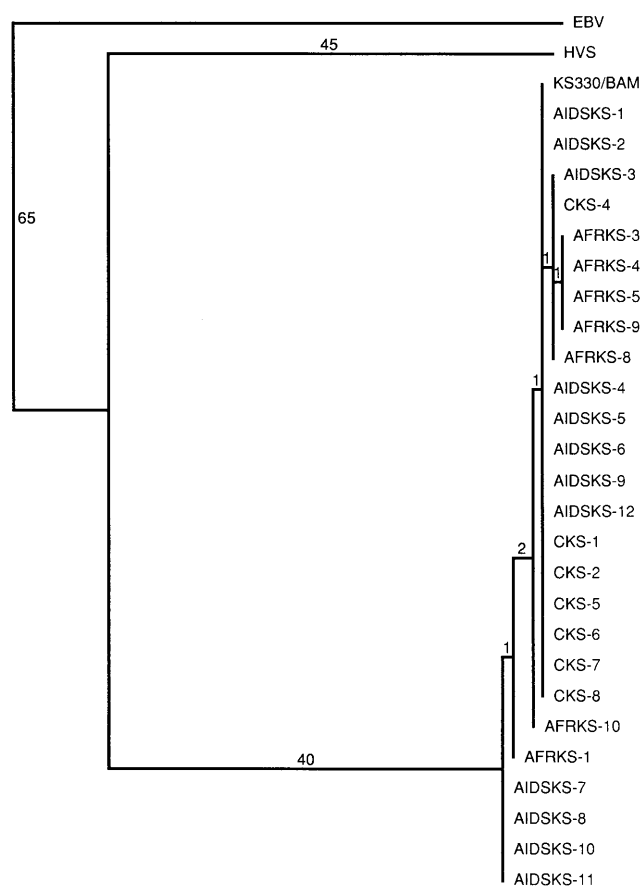 EBV
45
HVS
KS330/BAM
AIDSKS-1
AIDSKS-2
AIDSKS-3
CKS-4
65
AFRKS-3
1
AFRKS-4
1
AFRKS-5
AFRKS-9
AFRKS-8
1
AIDSKS-4
AIDSKS-5
AIDSKS-6
AIDSKS-9
AIDSKS-12
CKS-1
2
CKS-2
CKS-5
CKS-6
1
CKS-7
CKS-8
AFRKS-10
AFRKS-1
40
AIDSKS-7
AIDSKS-8
AIDSKS-10
AIDSKS-11